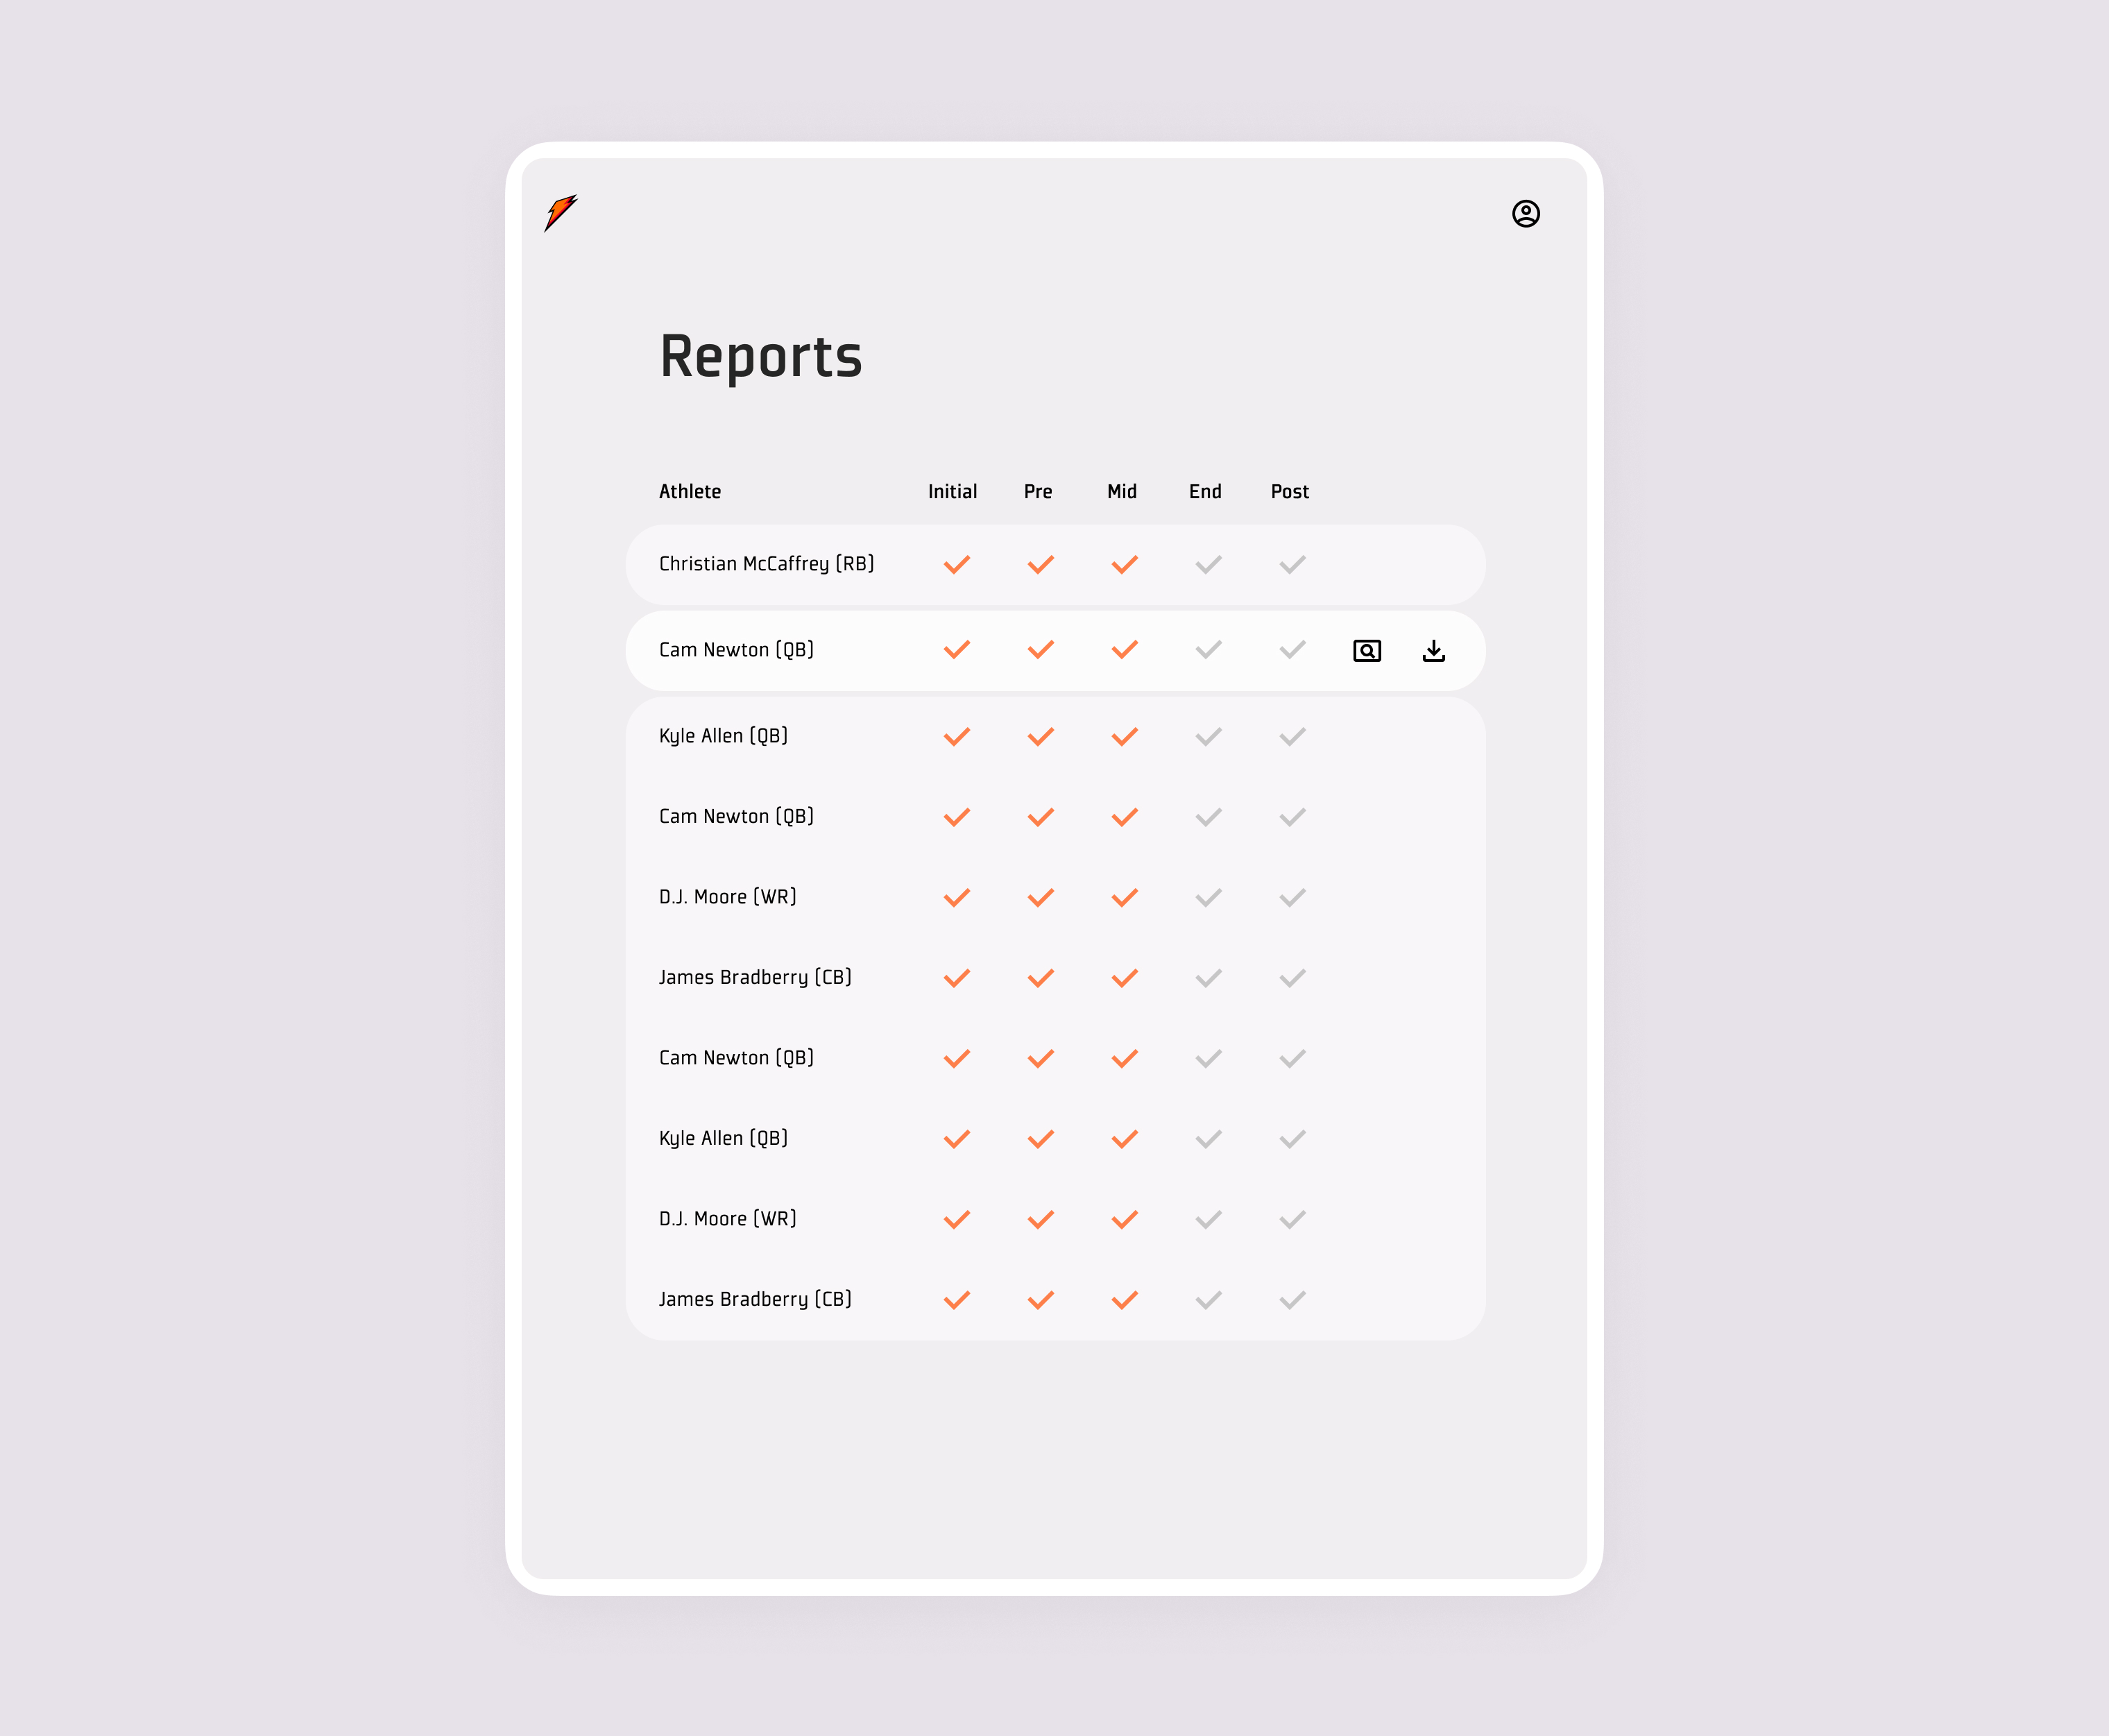 Reports
Athlete Initial Pre Mid End Post
Christian McCaffrey (RB)
Cam Newton (QB)
Kyle Allen (QB)
Cam Newton (QB)
D.J. Moore (WR)
James Bradberry (CB)
Cam Newton (QB)
Kyle Allen (QB)
D.J. Moore (WR)
James Bradberry (CB)